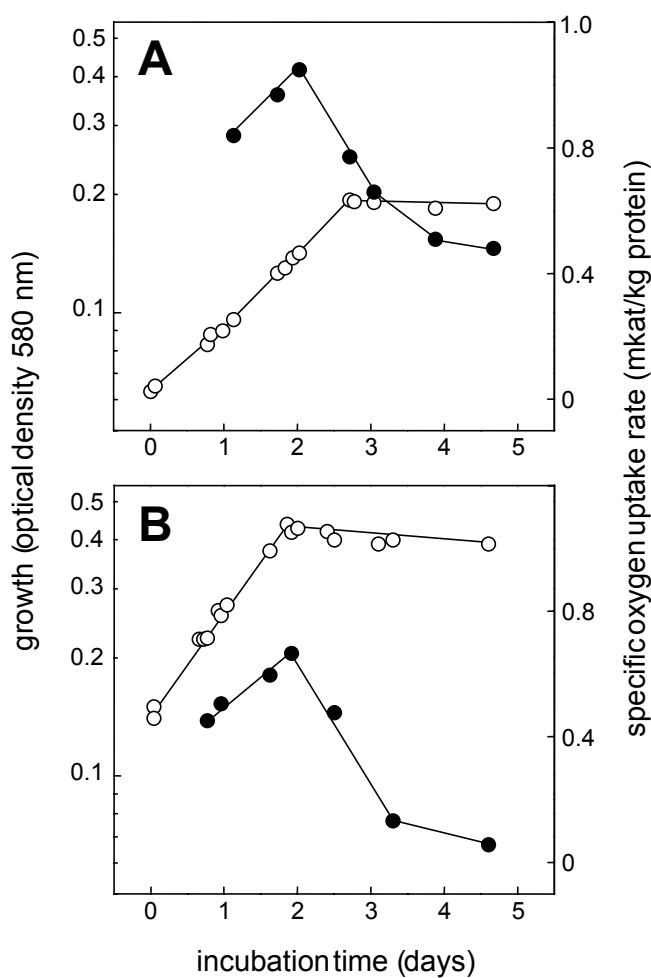 A
0.5
0.4
0.3
0.2
0.1
1.0
0.8
0.4
0
0 1 2 3 4 5
B
0.5
0.4
0.3
0.2
0.1
0.8
0.4
0
0 1 2 3 4 5
growth (optical density 580 nm)
specific oxygen uptake rate (mkat/kg protein)
incubation time (days)